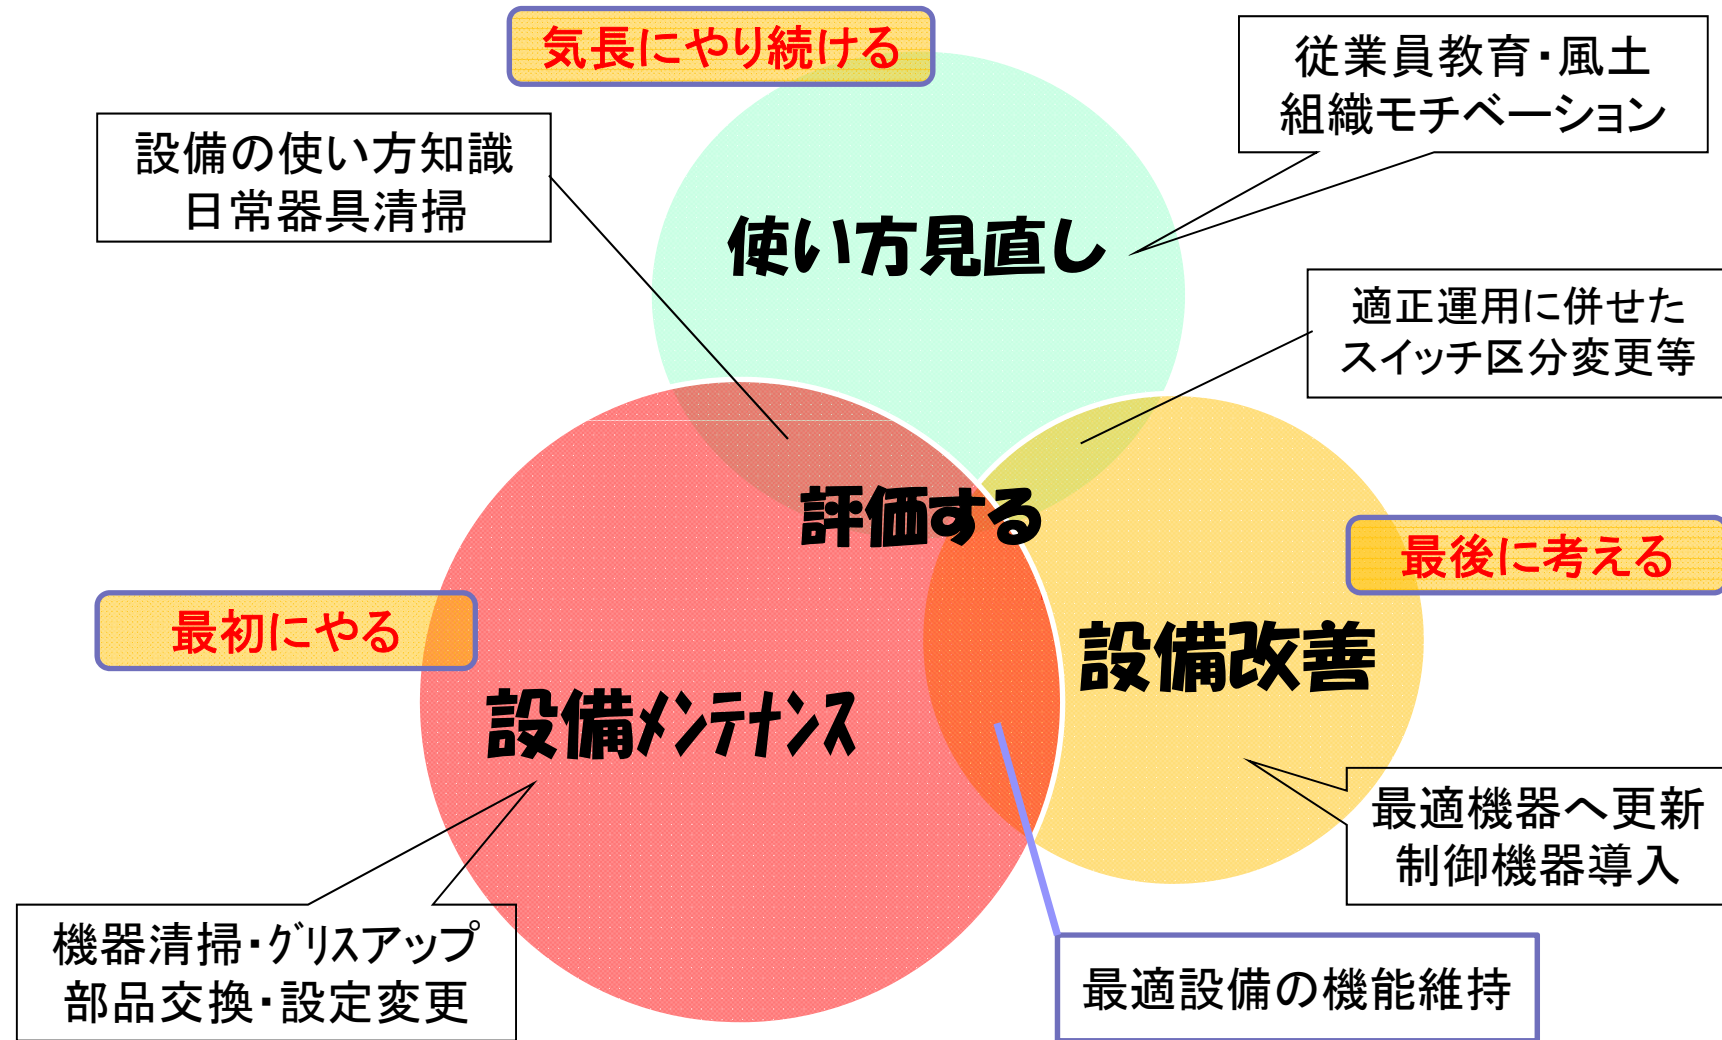 気長にやり続ける
従業員教育・風土
組織モチベーション
設備の使い方知識
日常器具清掃
使い方見直し
適正運用に併せた
スイッチ区分変更等
評価する
最後に考える
最初にやる
設備改善
設備ﾒﾝﾃﾅﾝｽ
最適機器へ更新
制御機器導入
機器清掃・ｸﾞﾘｽアップ
部品交換・設定変更
最適設備の機能維持